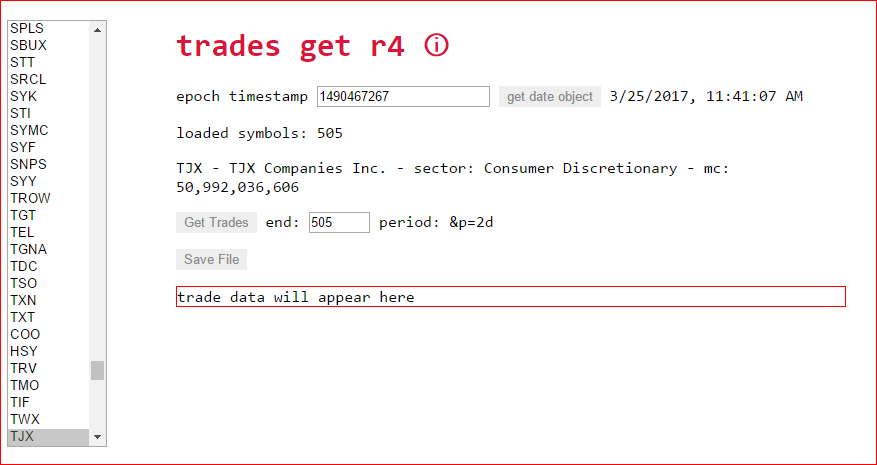 SPLS
SBUX
STT
SRCL
SYK
STI
SYMC
SYF
SNPS
SYY
TROW
TGT
TEL
TGNA
TDC
TSO
TXN
TXT
COO
HSY
TRV
TMO
TIF
TWX
TJX
trades get r4 ⓘ
epoch timestamp 1490467267 get date object 3/25/2017, 11:41:07 AM
loaded symbols: 505
TJX - TJX Companies Inc. - sector: Consumer Discretionary - mc:
50,992,036,606
Get Trades end: 505 period: &p=2d
Save File
trade data will appear here